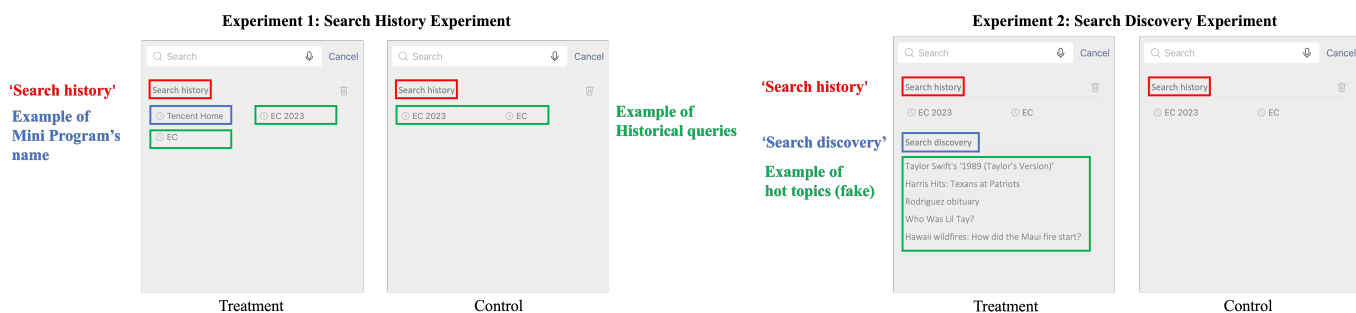 Experiment 1: Search History Experiment
Search Cancel
Search history
Tencent Home EC 2023
EC
Treatment
Search Cancel
Search history
EC 2023 EC
Control
'Search history'
Example of
Mini Program's
name
Example of
Historical queries
Experiment 2: Search Discovery Experiment
'Search history'
'Search discovery'
Example of
hot topics (fake)
Search Cancel
Search history
EC 2023 EC
Search discovery
Taylor Swift's '1989 (Taylor's Version)'
Harris Hits: Texans at Patriots
Rodriguez obituary
Who Was Lil Tay?
Hawaii wildfires: How did the Maui fire start?
Treatment
Search Cancel
Search history
EC 2023 EC
Control